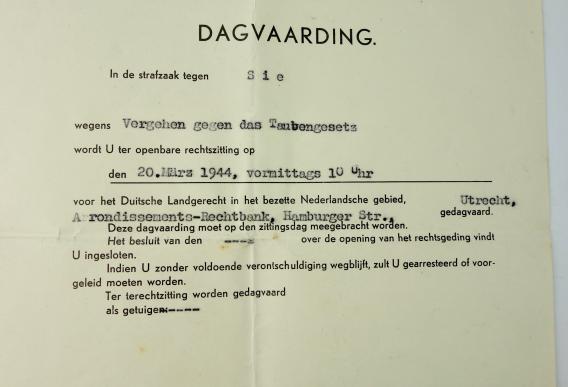 DAGVAARDING.
In de strafzaak tegen S i e
wegens Vergehen gegen das Taubengesetz
wordt U ter openbare rechtszitting op
den 20.März 1944, vormittags 10 Uhr
voor het Duitsche Landgerecht in het bezette Nederlandsche gebied, Utrecht,
Arrondissements-Rechtbank, Hamburger Str., gedagvaard.
Deze dagvaarding moet op den zittingsdag meegebracht worden.
Het besluit van den ---- over de opening van het rechtsgeding vindt
U ingesloten.
Indien U zonder voldoende verontschuldiging wegblijft, zult U gearresteerd of voor-
geleid moeten worden.
Ter terechtzitting worden gedagvaard
als getuigen-----